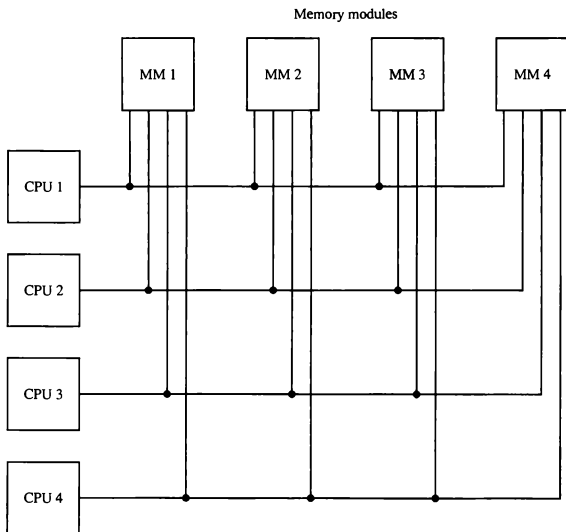 Memory modules
MM 1
MM 2
MM 3
MM 4
CPU 1
CPU 2
CPU 3
CPU 4